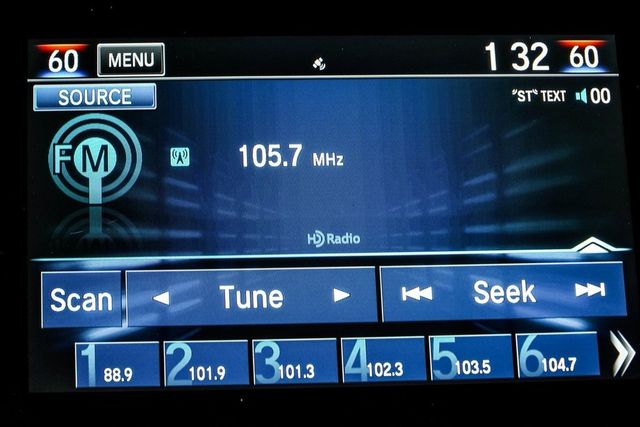 60 MENU 1 32 60
SOURCE
"ST" TEXT 00
FM
105.7 MHz
HD Radio
Scan Tune Seek
1 88.9 2 101.9 3 101.3 4 102.3 5 103.5 6 104.7